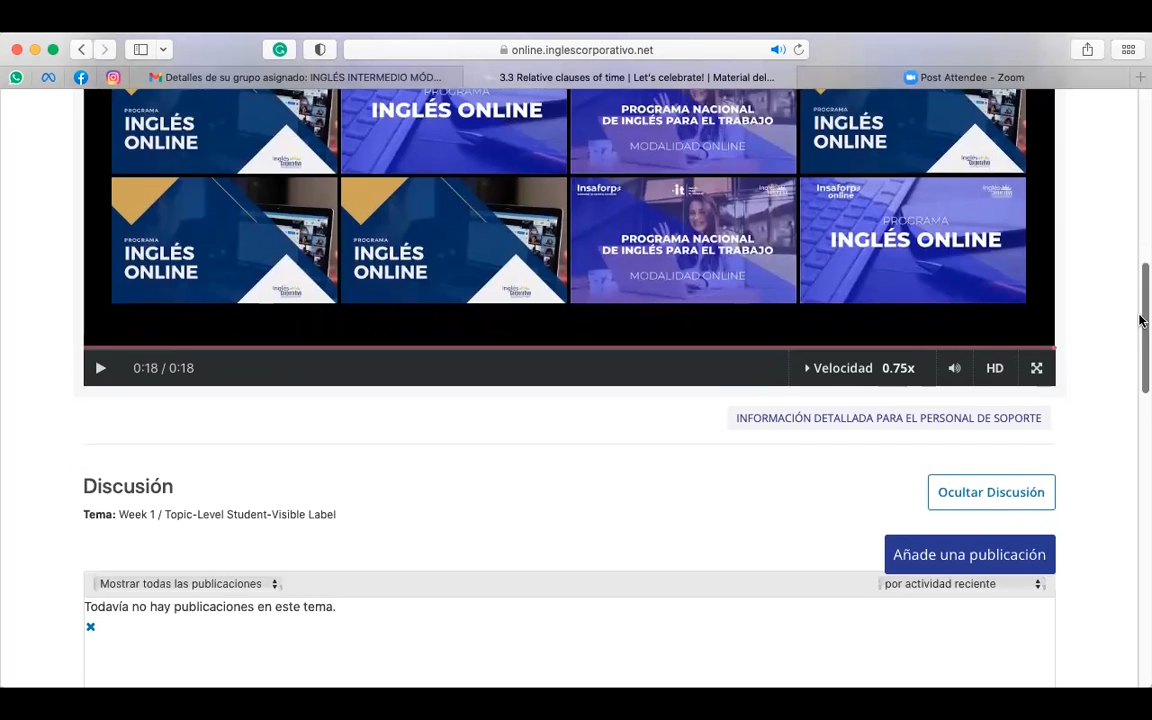 online.inglescorporativo.net
Detalles de su grupo asignado: INGLÉS INTERMEDIO MÓD...
3.3 Relative clauses of time | Let's celebrate! | Material del...
Post Attendee - Zoom
PROGRAMA
INGLÉS
ONLINE
PROGRAMA
INGLÉS ONLINE
PROGRAMA NACIONAL
DE INGLÉS PARA EL TRABAJO
MODALIDAD ONLINE
PROGRAMA
INGLÉS
ONLINE
PROGRAMA
INGLÉS
ONLINE
PROGRAMA
INGLÉS
ONLINE
Insaforp
PROGRAMA NACIONAL
DE INGLÉS PARA EL TRABAJO
MODALIDAD ONLINE
Insaforp
online
PROGRAMA
INGLÉS ONLINE
0:18 / 0:18
Velocidad 0.75x
HD
INFORMACIÓN DETALLADA PARA EL PERSONAL DE SOPORTE
Discusión
Ocultar Discusión
Tema: Week 1 / Topic-Level Student-Visible Label
Añade una publicación
Mostrar todas las publicaciones
por actividad reciente
Todavía no hay publicaciones en este tema.